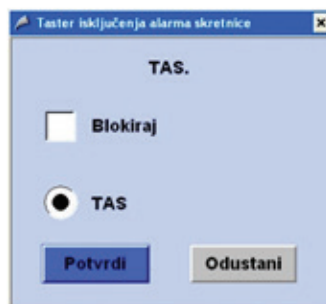 Taster isključenja alarma skretnice
TAS.
Blokiraj
TAS
Potvrdi
Odustani